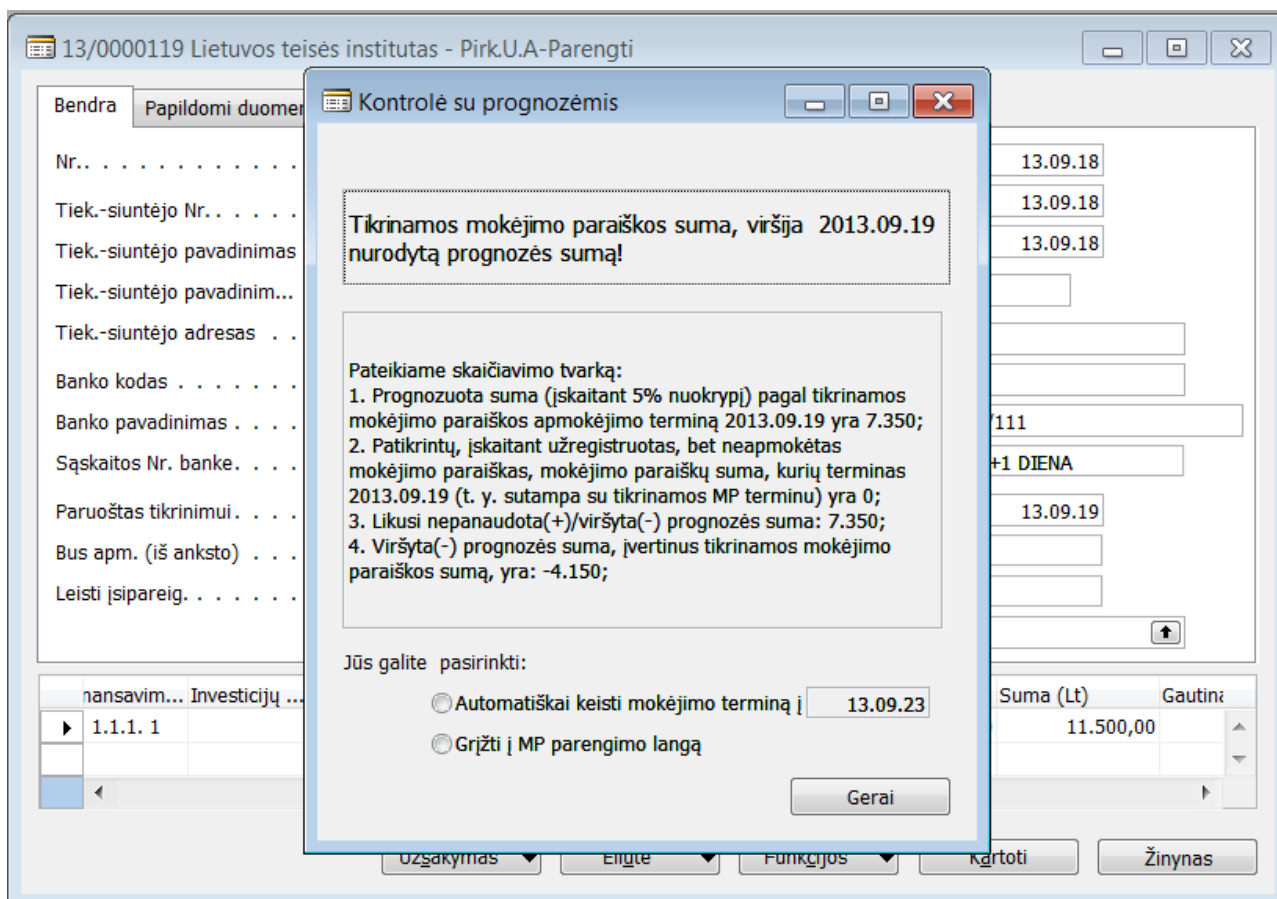 13/0000119 Lietuvos teisės institutas - Pirk.U.A-Parengti
Bendra
Papildomi duomen
Nr.. . . . . . . . . . . .
13.09.18
Tiek.-siuntėjo Nr.. . . . . .
13.09.18
Tiek.-siuntėjo pavadinimas
13.09.18
Tiek.-siuntėjo pavadinim...
Tiek.-siuntėjo adresas . .
Banko kodas . . . . . . .
Banko pavadinimas . . . .
/111
Sąskaitos Nr. banke. . . .
+1 DIENA
Paruoštas tikrinimui. . . .
13.09.19
Bus apm. (iš anksto) . . .
Leisti įsipareig. . . . . . .
Kontrolė su prognozėmis
Tikrinamos mokėjimo paraiškos suma, viršija 2013.09.19
nurodytą prognozės sumą!
Pateikiame skaičiavimo tvarką:
1. Prognozuota suma (įskaitant 5% nuokrypį) pagal tikrinamos
mokėjimo paraiškos apmokėjimo terminą 2013.09.19 yra 7.350;
2. Patikrintų, įskaitant užregistruotas, bet neapmokėtas
mokėjimo paraiškas, mokėjimo paraiškų suma, kurių terminas
2013.09.19 (t. y. sutampa su tikrinamos MP terminu) yra 0;
3. Likusi nepanaudota(+)/viršyta(-) prognozės suma: 7.350;
4. Viršyta(-) prognozės suma, įvertinus tikrinamos mokėjimo
paraiškos sumą, yra: -4.150;
Jūs galite pasirinkti:
Automatiškai keisti mokėjimo terminą į 13.09.23
Grįžti į MP parengimo langą
Gerai
nansavim... Investicijų ...
Suma (Lt)
Gautina
1.1.1. 1
11.500,00
Užsakymas
Eilutė
Funkcijos
Kartoti
Žinynas